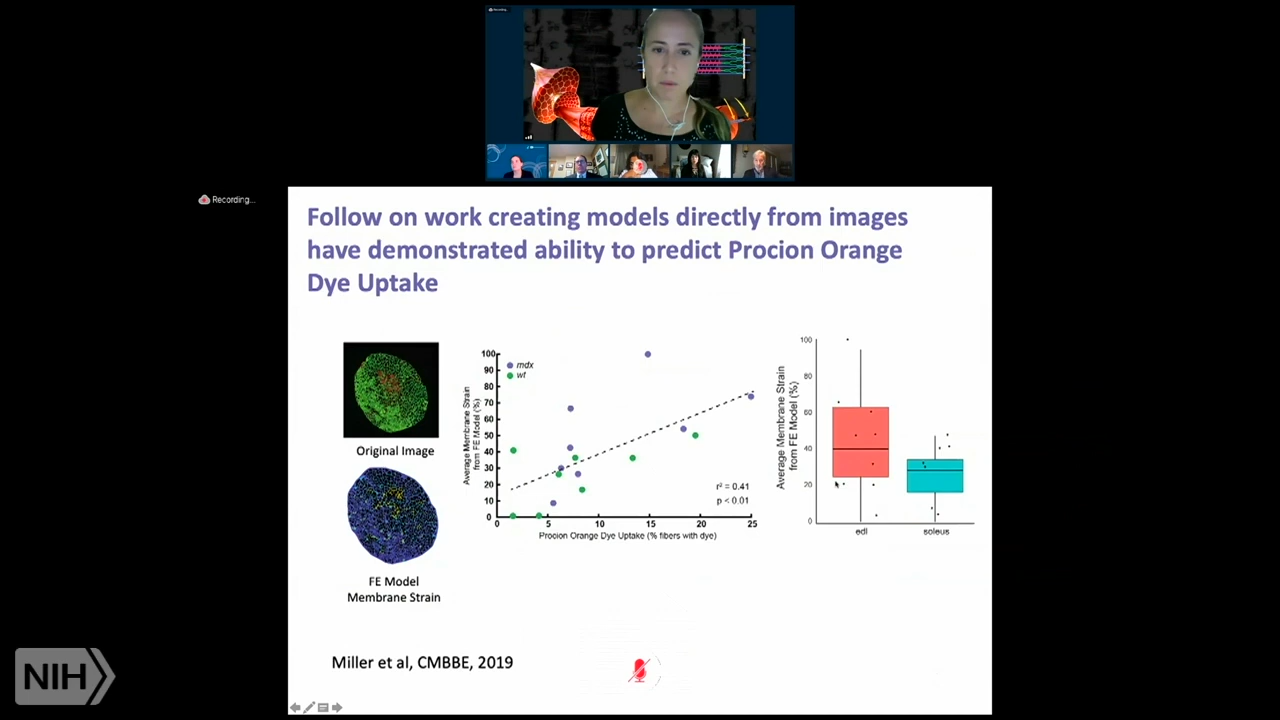 Recording...
Recording...
Follow on work creating models directly from images
have demonstrated ability to predict Procion Orange
Dye Uptake
Original Image
FE Model
Membrane Strain
100
90
80
70
60
50
40
30
20
10
0
mdx
wt
Average Membrane Strain
from FE Model (%)
r² = 0.41
p < 0.01
0
5
10
15
20
25
Procion Orange Dye Uptake (% fibers with dye)
Average Membrane Strain
from FE Model (%)
100
80
60
40
20
0
edl
soleus
Miller et al, CMBBE, 2019
NIH